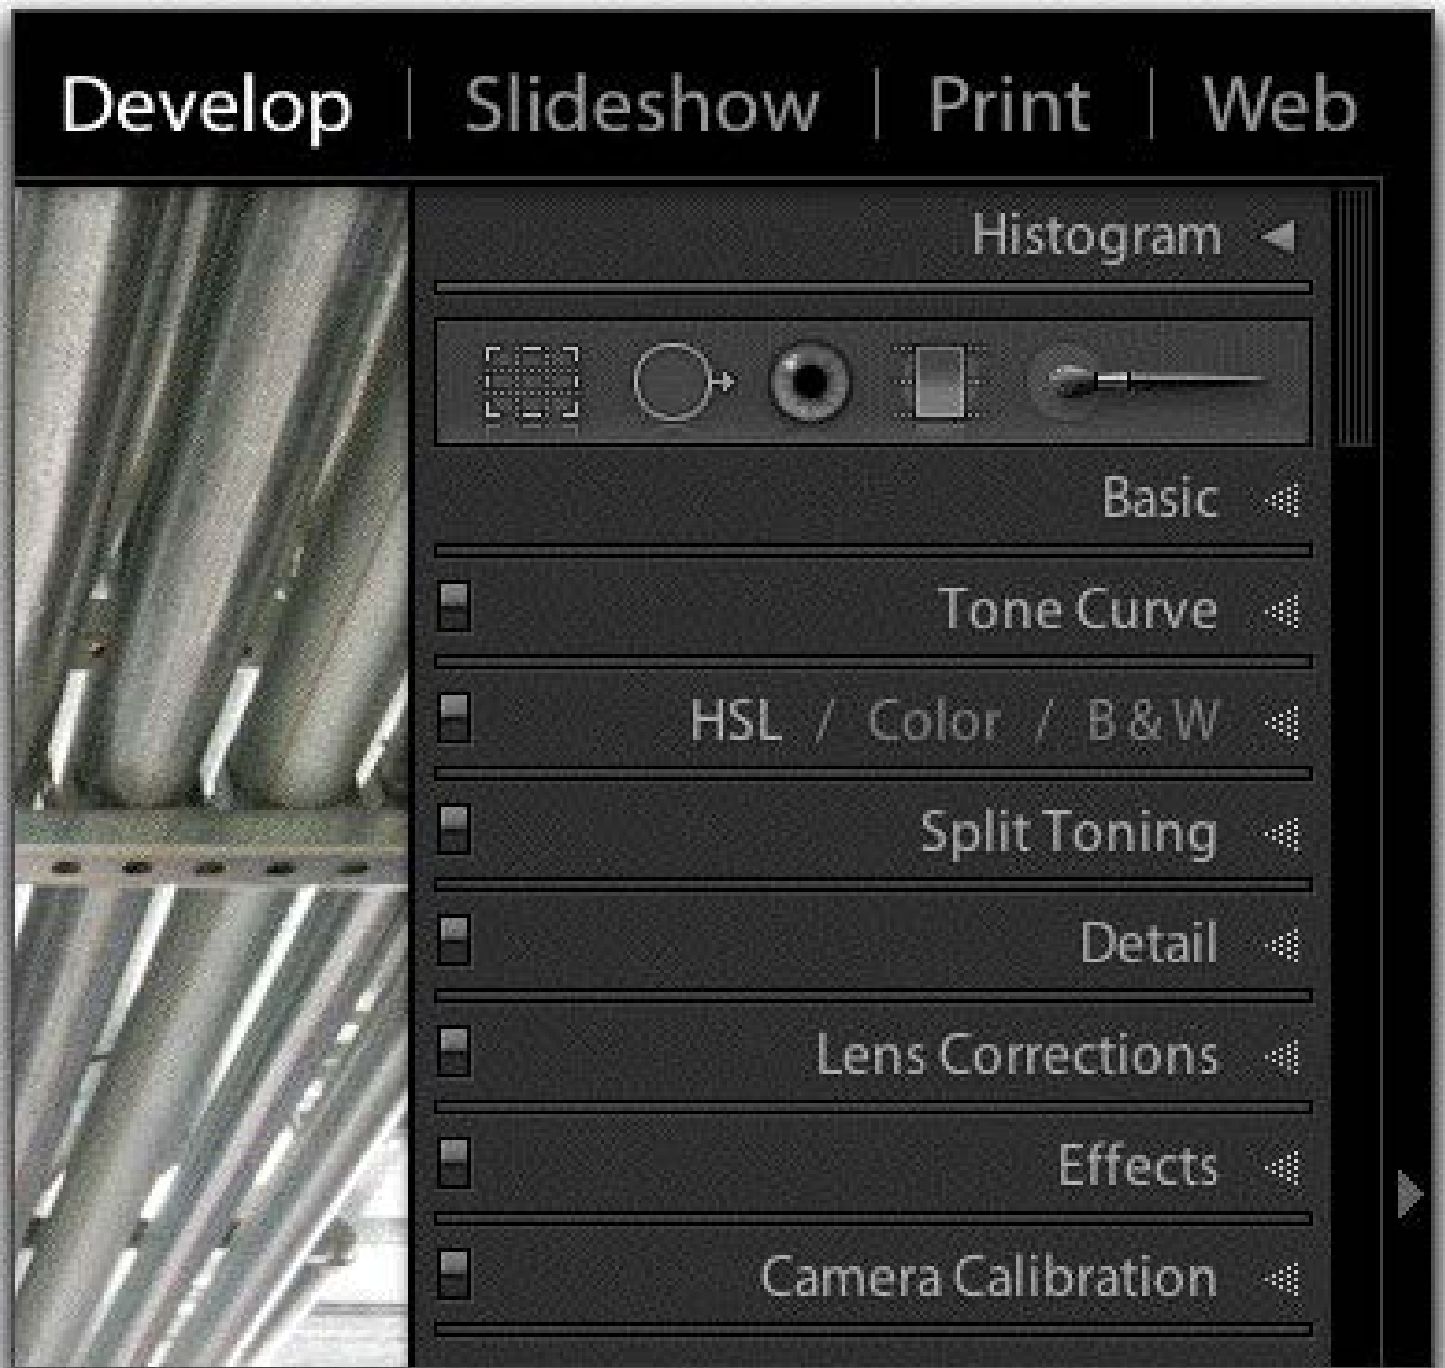 Develop | Slideshow | Print | Web
Histogram
Basic
Tone Curve
HSL / Color / B & W
Split Toning
Detail
Lens Corrections
Effects
Camera Calibration